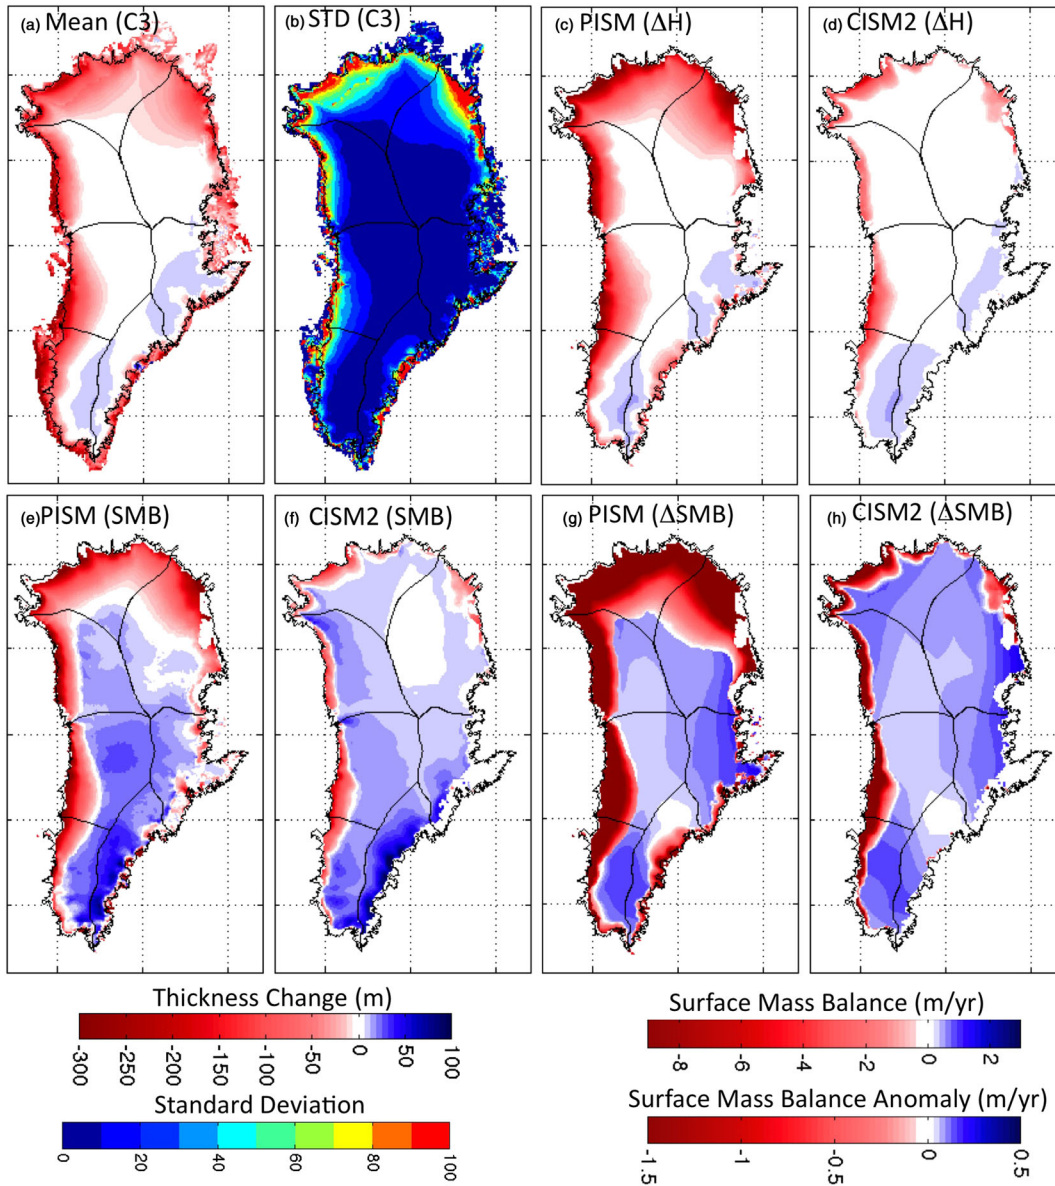 (a) Mean (C3)
(b) STD (C3)
(c) PISM (ΔH)
(d) CISM2 (ΔH)
(e) PISM (SMB)
(f) CISM2 (SMB)
(g) PISM (ΔSMB)
(h) CISM2 (ΔSMB)
Thickness Change (m)
-300 -250 -200 -150 -100 -50 0 50 100
Standard Deviation
0 20 40 60 80 100
Surface Mass Balance (m/yr)
-8 -6 -4 -2 0 2
Surface Mass Balance Anomaly (m/yr)
-1.5 -1 -0.5 0 0.5